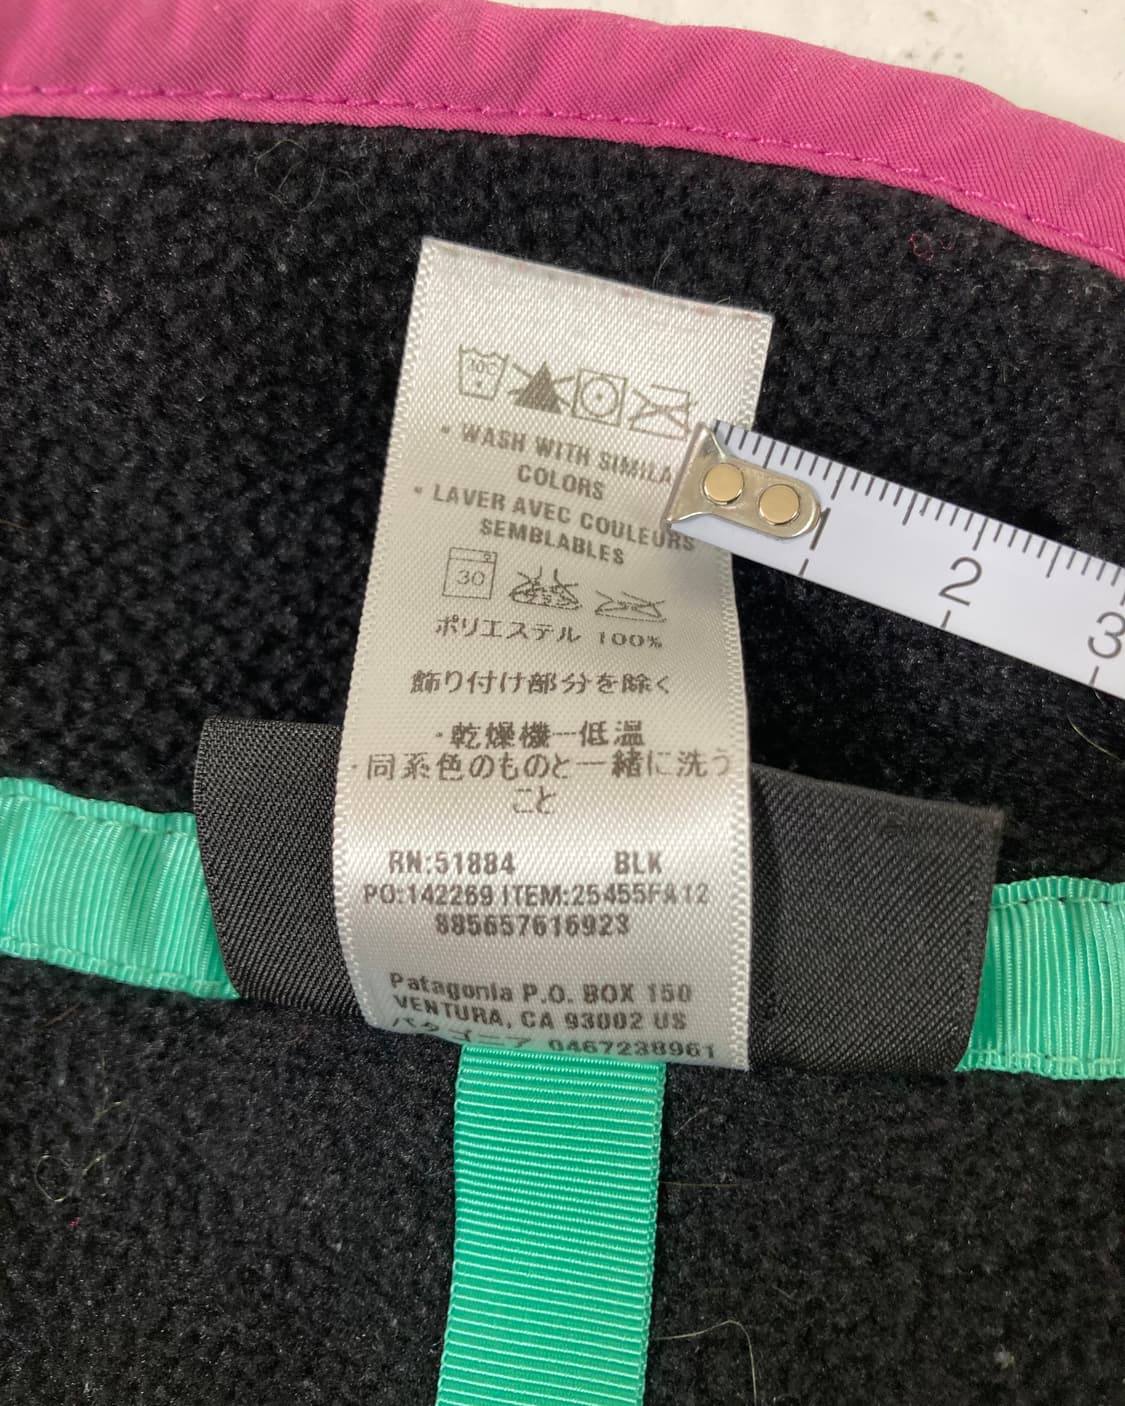 30C
• WASH WITH SIMILA
COLORS
• LAVER AVEC COULEURS
SEMBLABLES
30
ポリエステル 100%
飾り付け部分を除く
・乾燥機ー低温
・同系色のものと一緒に洗う
こと
RN:51884 BLK
PO:142269 ITEM:25455FA12
885657616923
Patagonia P.O. BOX 150
VENTURA, CA 93002 US
パタゴニア 0467238961
1
2
3